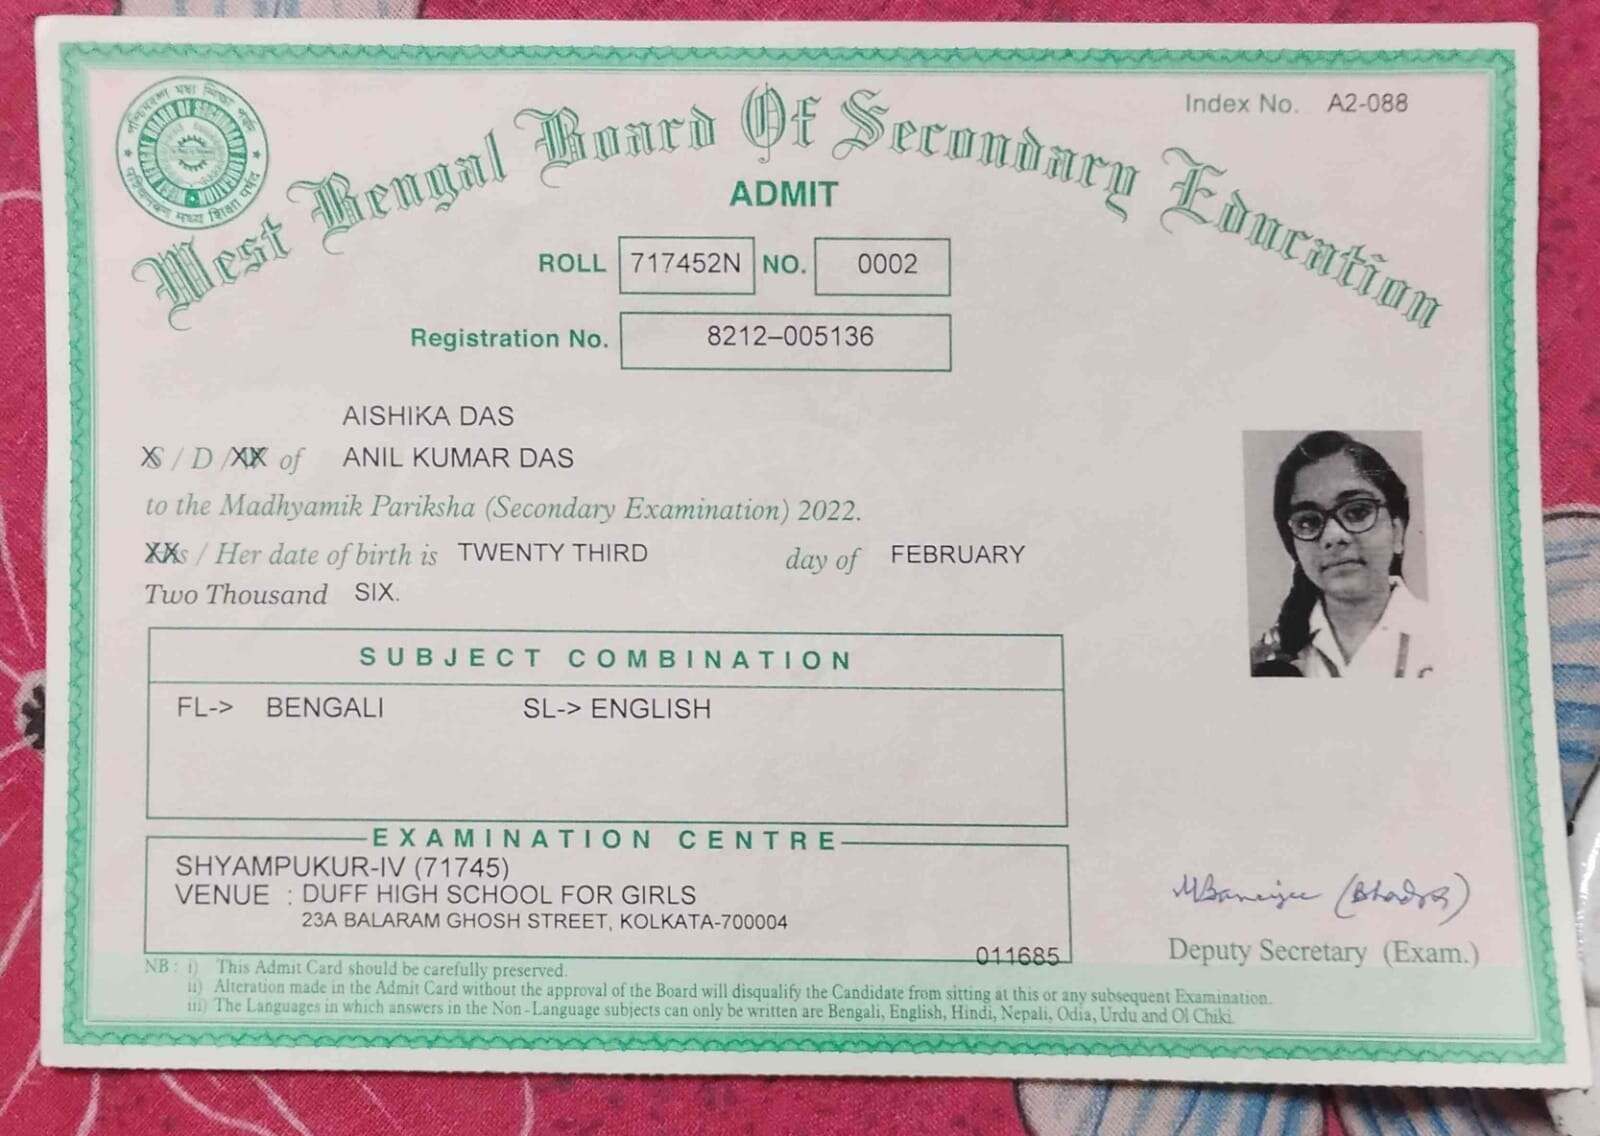 Index No. A2-088
West Bengal Board Of Secondary Education
ADMIT
ROLL 717452N NO. 0002
Registration No. 8212-005136
AISHIKA DAS
S / D / of ANIL KUMAR DAS
to the Madhyamik Pariksha (Secondary Examination) 2022.
s / Her date of birth is TWENTY THIRD day of FEBRUARY
Two Thousand SIX.
SUBJECT COMBINATION
FL-> BENGALI SL-> ENGLISH
EXAMINATION CENTRE
SHYAMPUKUR-IV (71745)
VENUE : DUFF HIGH SCHOOL FOR GIRLS
23A BALARAM GHOSH STREET, KOLKATA-700004
011685
Deputy Secretary (Exam.)
NB : i) This Admit Card should be carefully preserved.
ii) Alteration made in the Admit Card without the approval of the Board will disqualify the Candidate from sitting at this or any subsequent Examination.
iii) The Languages in which answers in the Non-Language subjects can only be written are Bengali, English, Hindi, Nepali, Odia, Urdu and Ol Chiki.